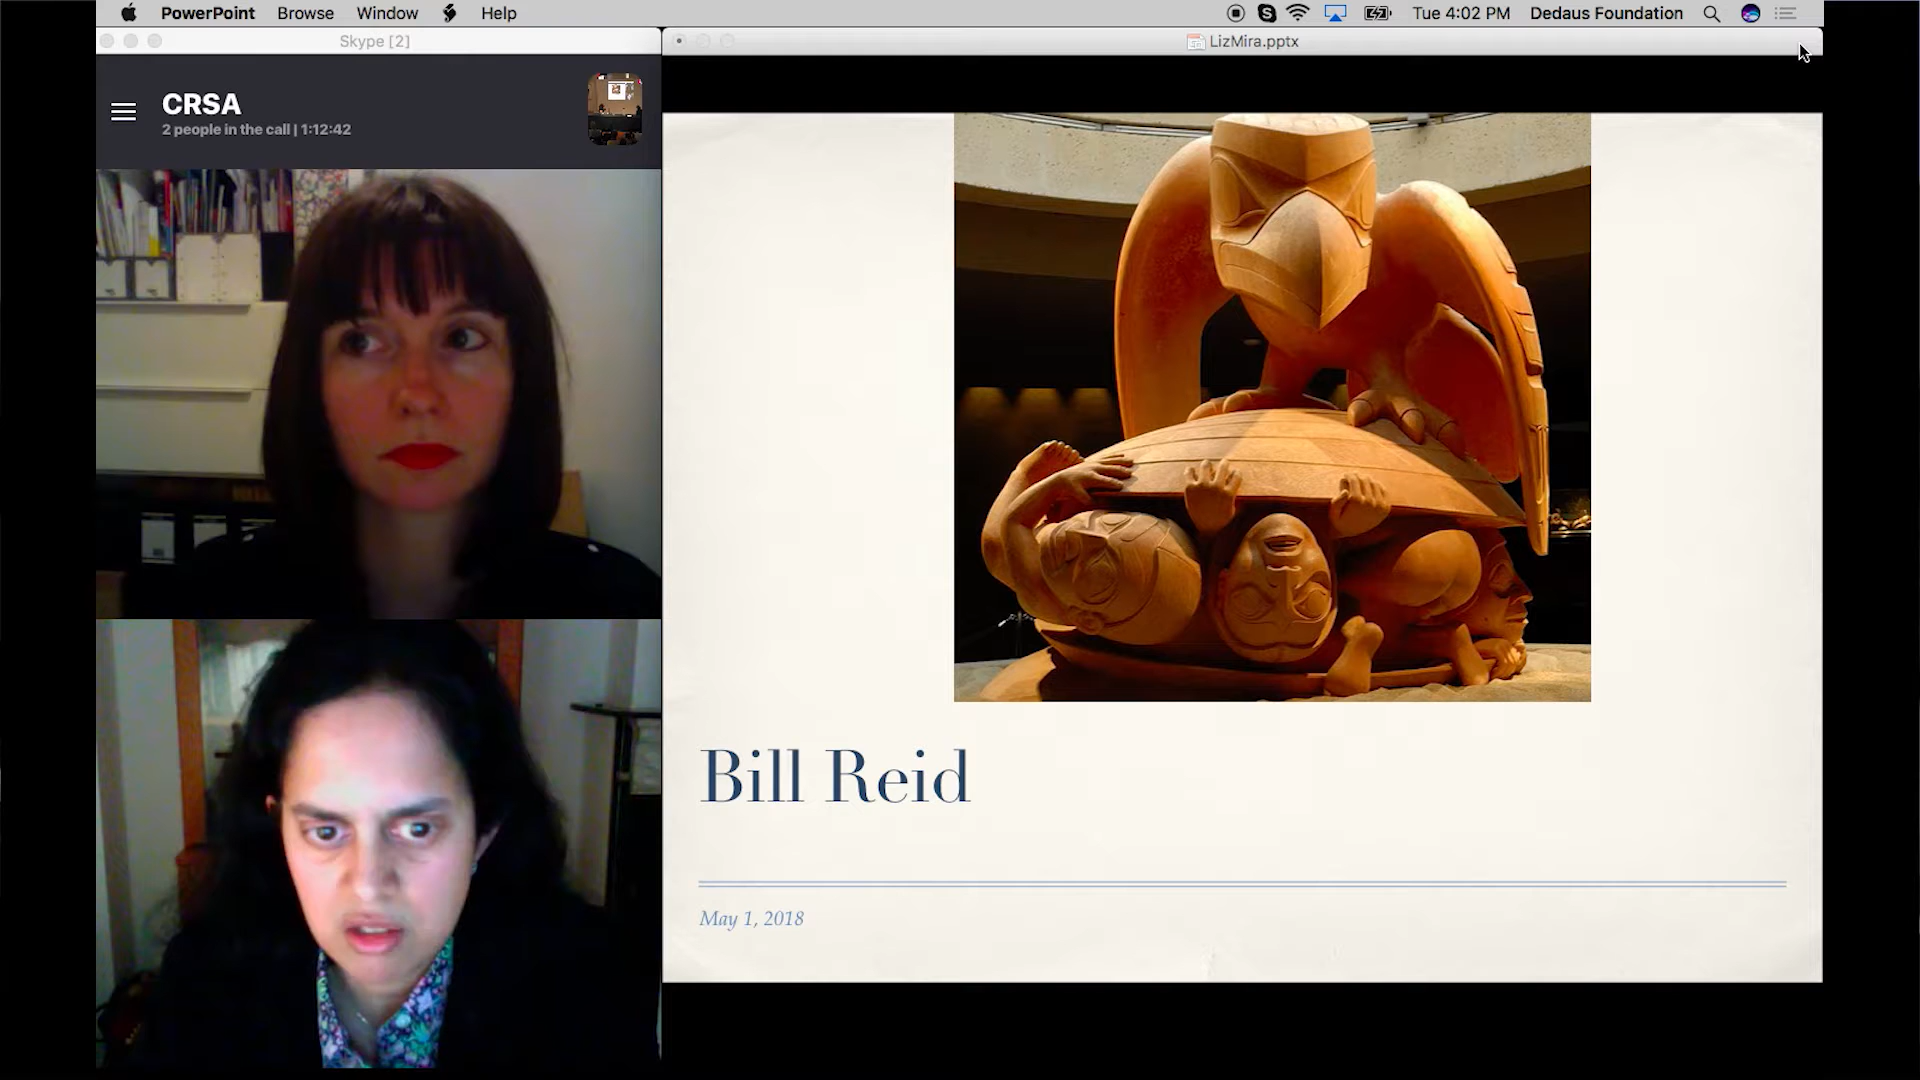 PowerPoint Browse Window Help
Tue 4:02 PM Dedaus Foundation
Skype [2]
LizMira.pptx
CRSA
2 people in the call | 1:12:42
Bill Reid
May 1, 2018